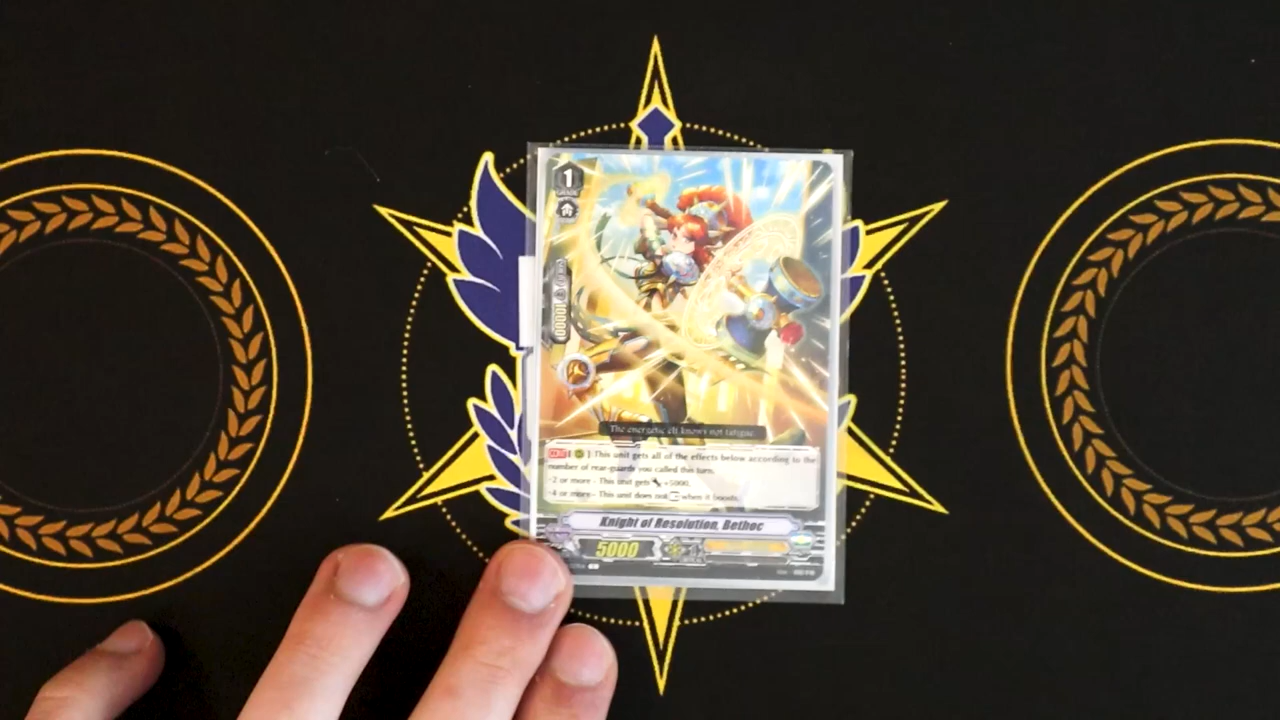 1
10000
The energetic elf knows not fatigue.
CONT [ ]:This unit gets all of the effects below according to the
number of rear-guards you called this turn.
-2 or more - This unit gets +5000.
-4 or more - This unit does not when it boosts.
Knight of Resolution, Bethoc
5000